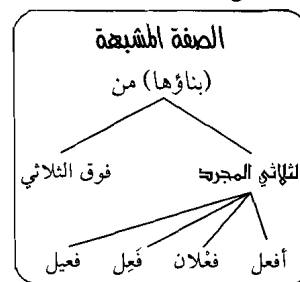 الصفة المشبهة
(بناؤها) من
الثلاثي المجرد فوق الثلاثي
أفعل فعْلان فَعِل فعيل